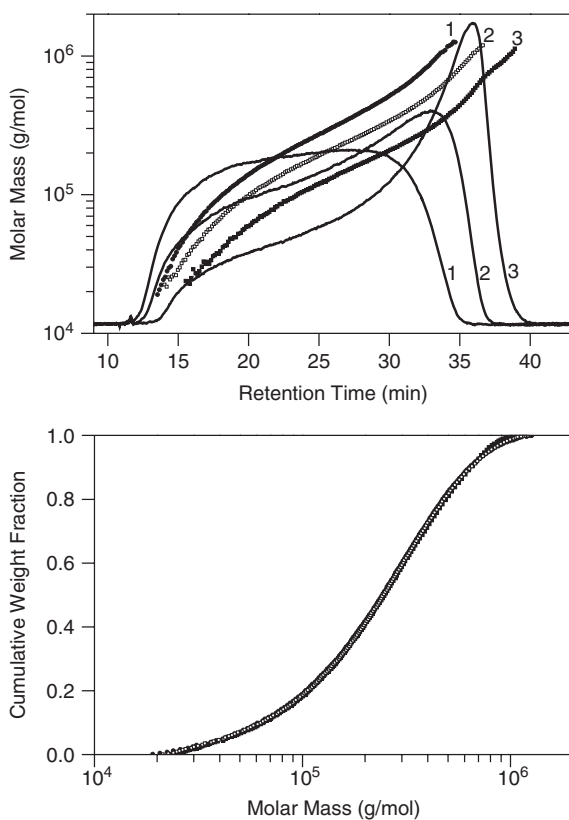 Molar Mass (g/mol)
10⁶
10⁵
10⁴
1
2
3
1
2
3
10 15 20 25 30 35 40
Retention Time (min)
Cumulative Weight Fraction
1.0
0.8
0.6
0.4
0.2
0.0
10⁴ 10⁵ 10⁶
Molar Mass (g/mol)